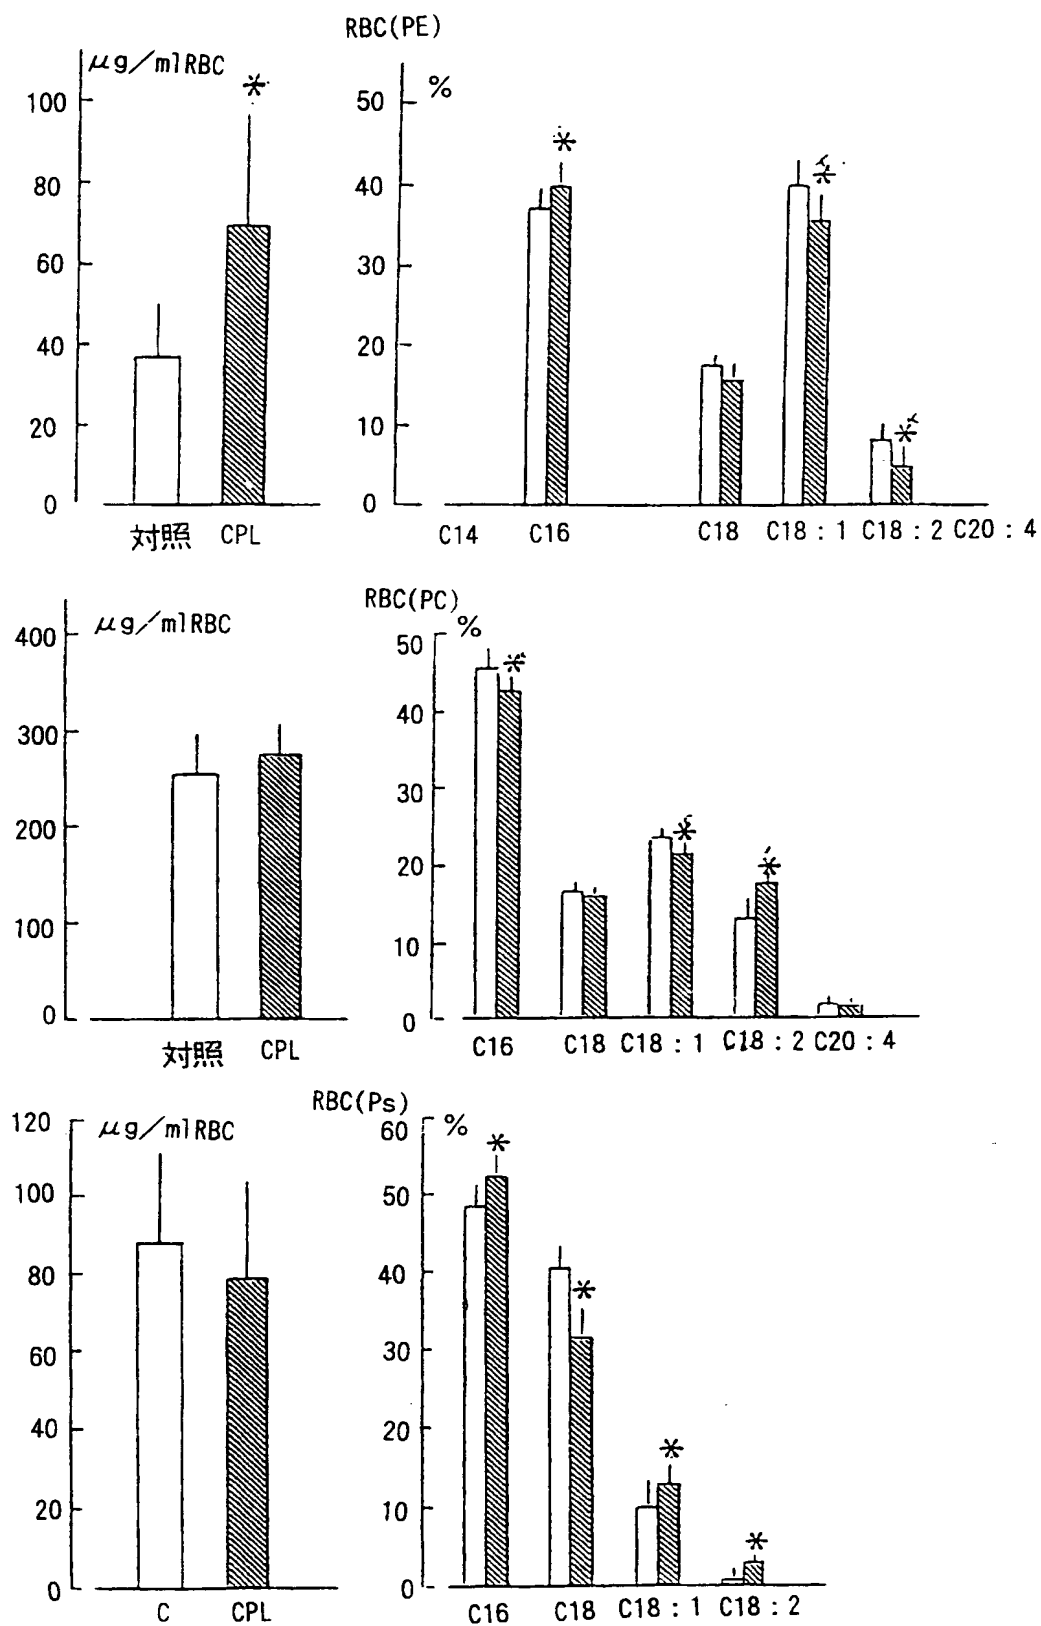 RBC(PE)
μg/mlRBC
*
100
80
60
40
20
0
対照 CPL
%
50
40
30
20
10
0
* * *
C14 C16 C18 C18:1 C18:2 C20:4
RBC(PC)
μg/mlRBC
400
300
200
100
0
対照 CPL
%
50
40
30
20
10
0
* * *
C16 C18 C18:1 C18:2 C20:4
RBC(Ps)
μg/mlRBC
120
100
80
60
40
20
0
C CPL
%
60
50
40
30
20
10
0
* * * *
C16 C18 C18:1 C18:2